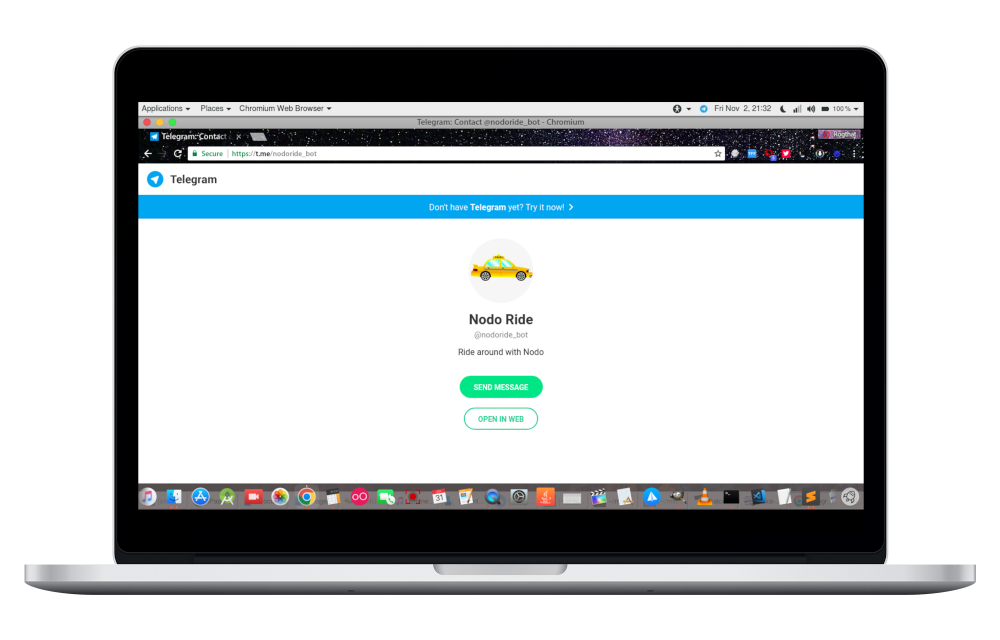 Applications Places Chromium Web Browser Fri Nov 2, 21:32 100 %
Telegram: Contact @nodoride_bot - Chromium
Telegram: Contact Rogthat
Secure https://t.me/nodoride_bot
Telegram
Don't have Telegram yet? Try it now!
Nodo Ride
@nodoride_bot
Ride around with Nodo
SEND MESSAGE
OPEN IN WEB
31